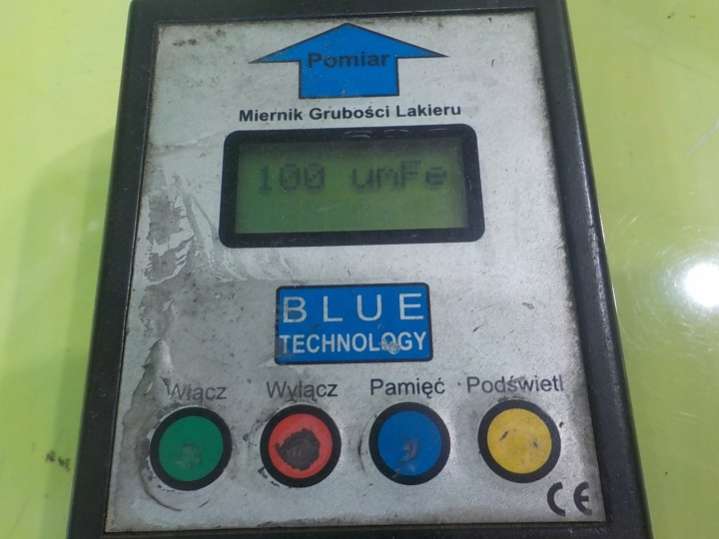 Pomiar
Miernik Grubości Lakieru
100 umFe
BLUE
TECHNOLOGY
Włącz Wyłącz Pamięć Podświetl
CE